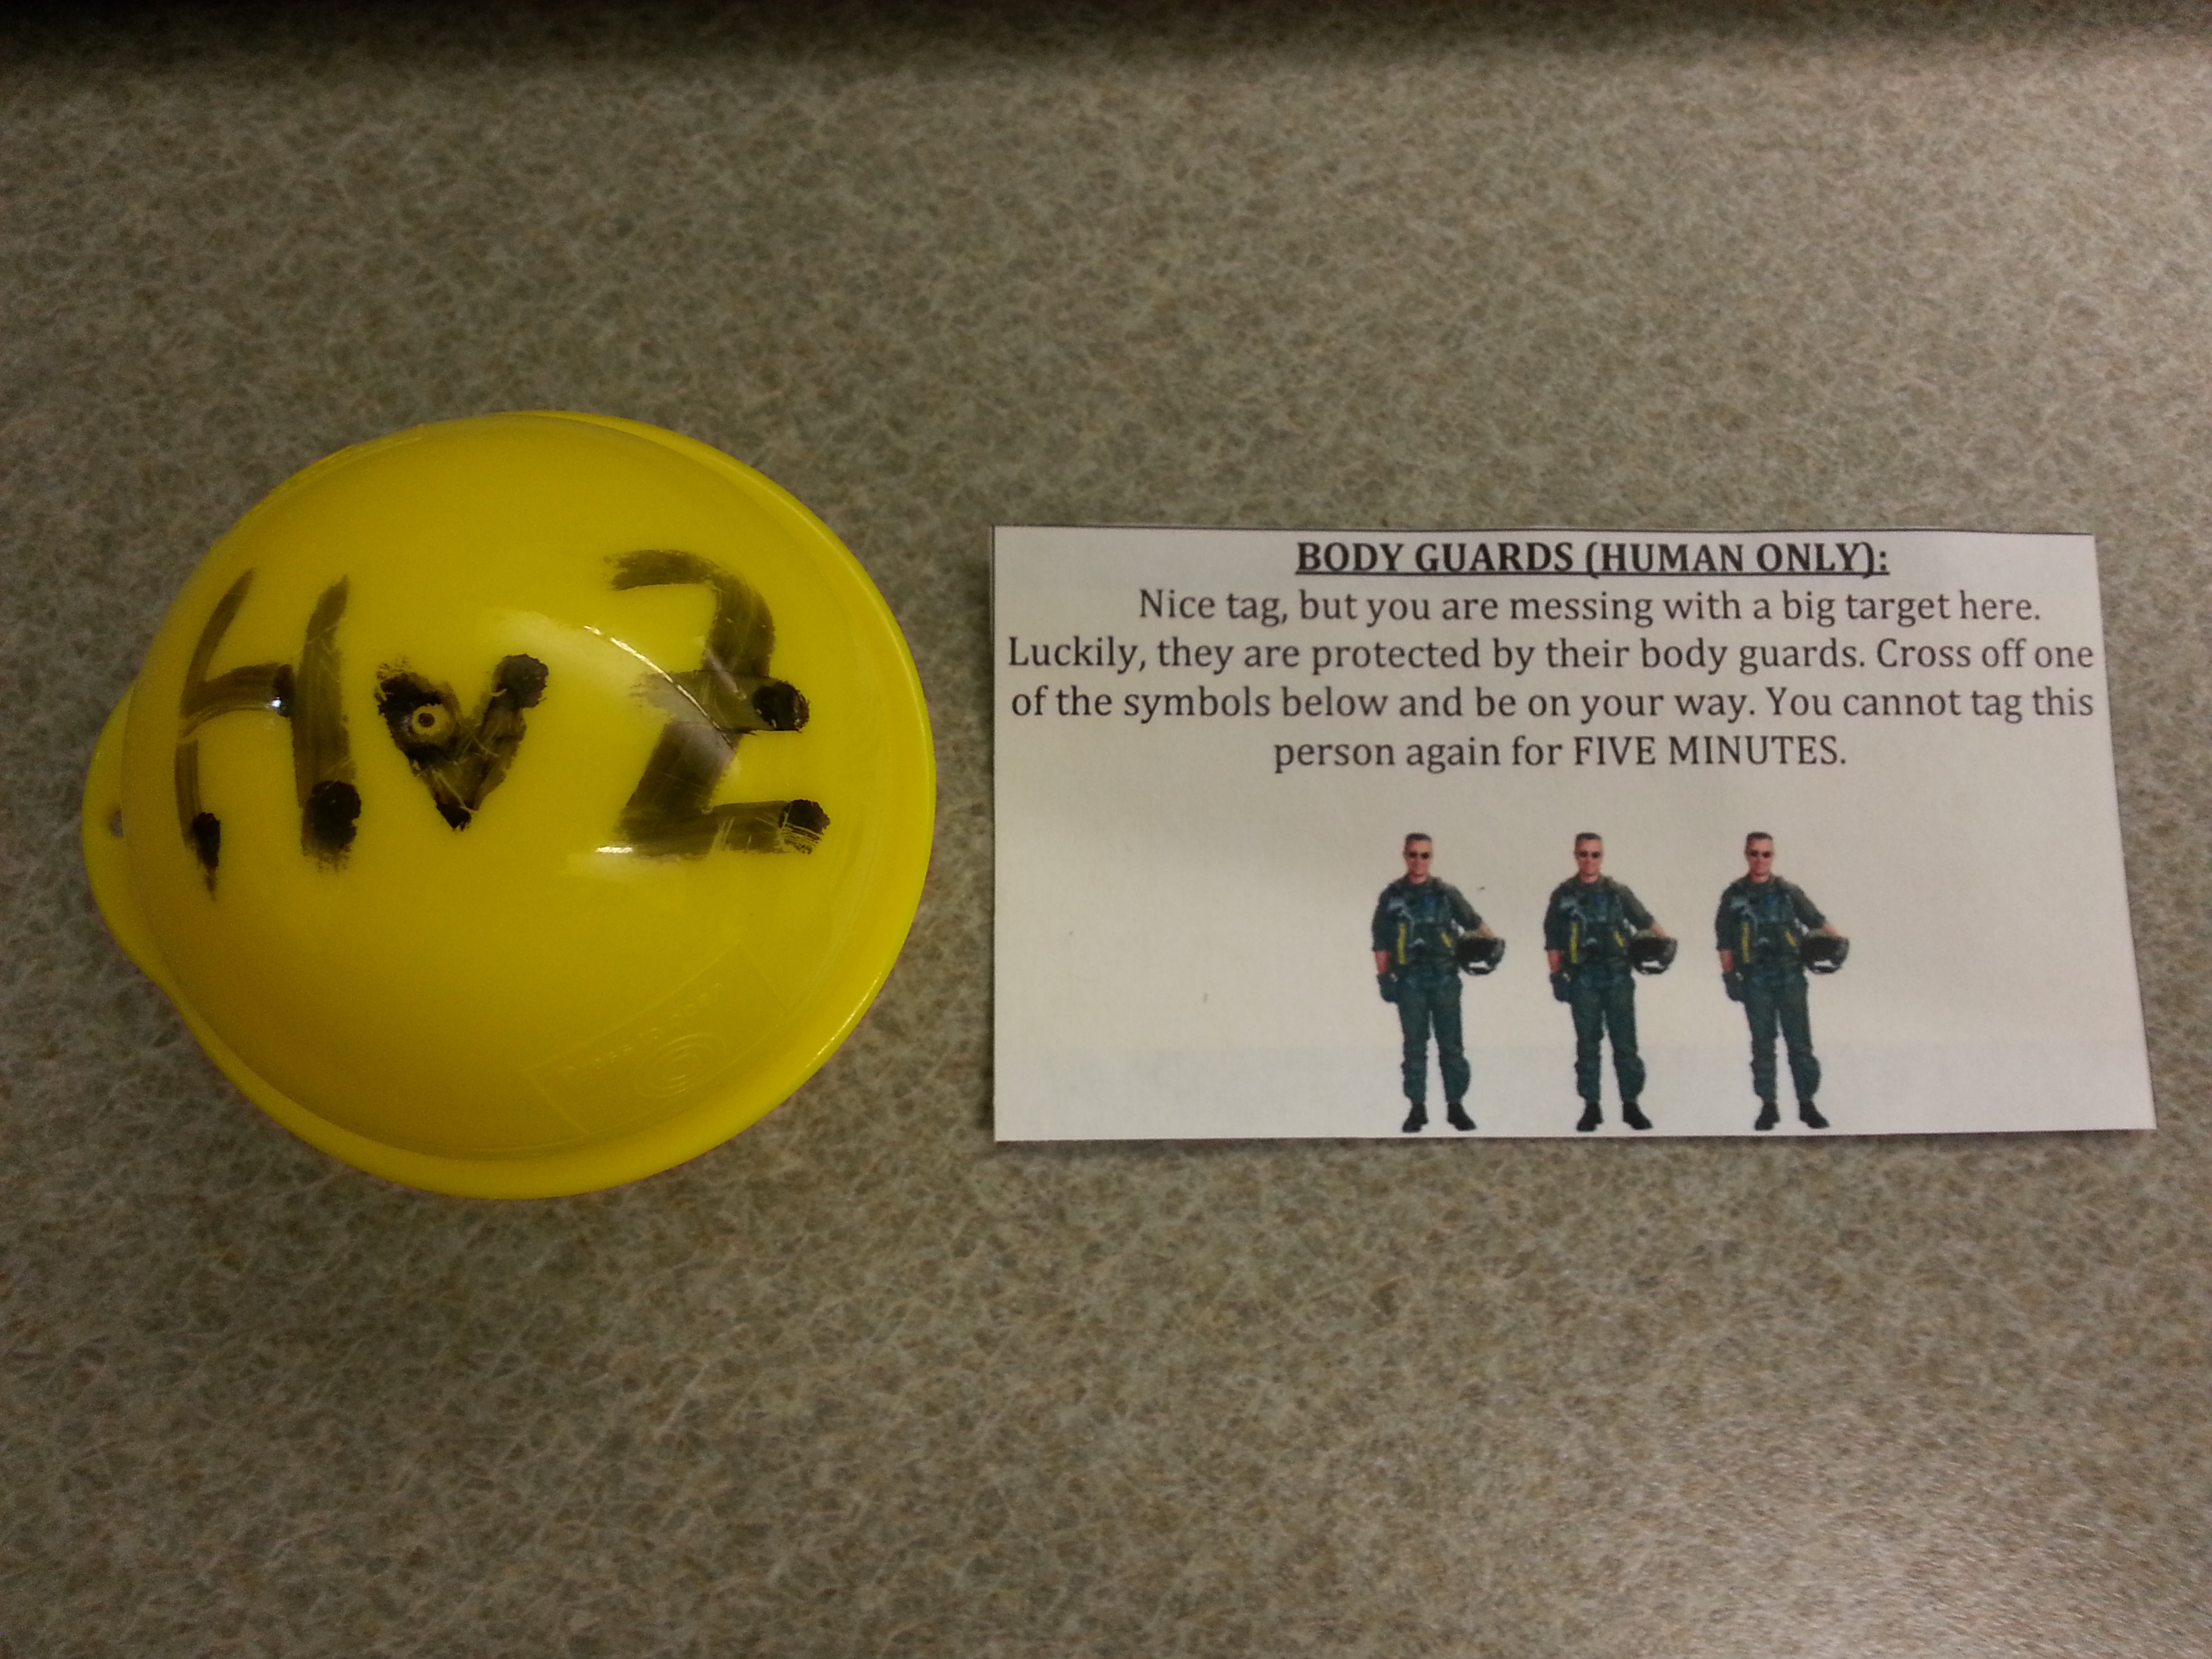 HvZ
BODY GUARDS (HUMAN ONLY):
Nice tag, but you are messing with a big target here.
Luckily, they are protected by their body guards. Cross off one
of the symbols below and be on your way. You cannot tag this
person again for FIVE MINUTES.